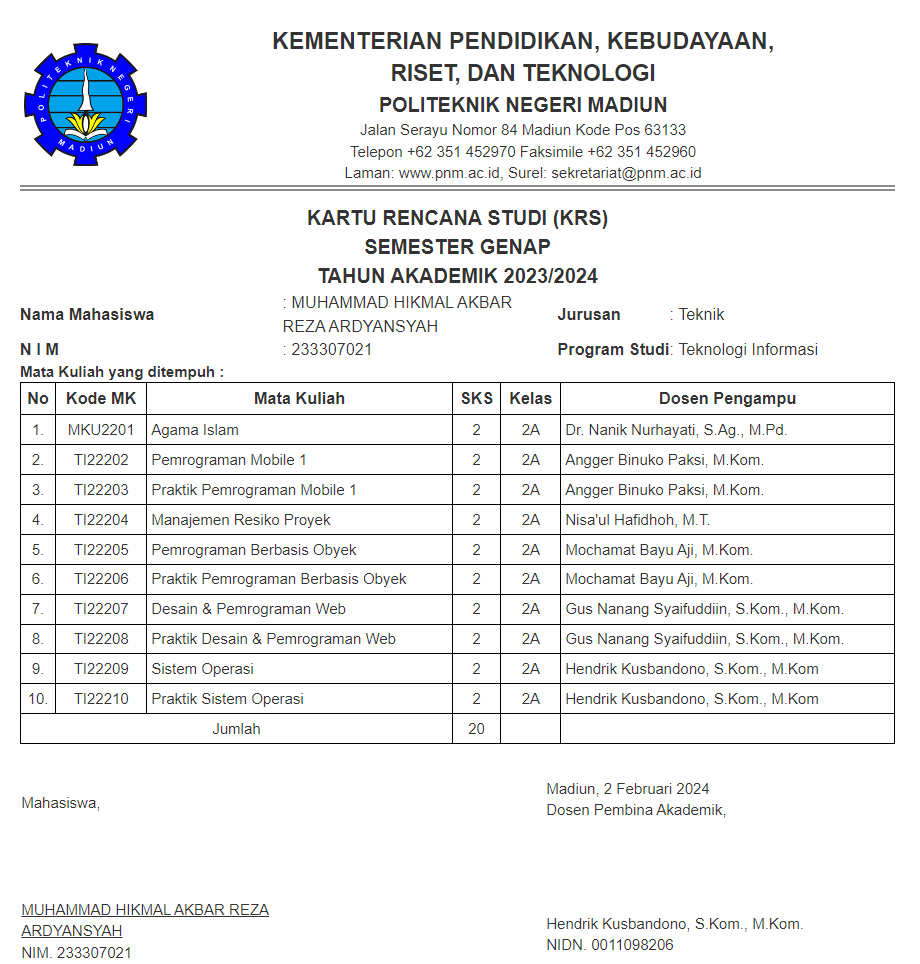 POLITEKNIK NEGERI
MADIUN
KEMENTERIAN PENDIDIKAN, KEBUDAYAAN,
RISET, DAN TEKNOLOGI
POLITEKNIK NEGERI MADIUN
Jalan Serayu Nomor 84 Madiun Kode Pos 63133
Telepon +62 351 452970 Faksimile +62 351 452960
Laman: www.pnm.ac.id, Surel: sekretariat@pnm.ac.id
KARTU RENCANA STUDI (KRS)
SEMESTER GENAP
TAHUN AKADEMIK 2023/2024
Nama Mahasiswa : MUHAMMAD HIKMAL AKBAR REZA ARDYANSYAH Jurusan : Teknik
N I M : 233307021 Program Studi : Teknologi Informasi
Mata Kuliah yang ditempuh :
No Kode MK Mata Kuliah SKS Kelas Dosen Pengampu
1. MKU2201 Agama Islam 2 2A Dr. Nanik Nurhayati, S.Ag., M.Pd.
2. TI22202 Pemrograman Mobile 1 2 2A Angger Binuko Paksi, M.Kom.
3. TI22203 Praktik Pemrograman Mobile 1 2 2A Angger Binuko Paksi, M.Kom.
4. TI22204 Manajemen Resiko Proyek 2 2A Nisa'ul Hafidhoh, M.T.
5. TI22205 Pemrograman Berbasis Obyek 2 2A Mochamat Bayu Aji, M.Kom.
6. TI22206 Praktik Pemrograman Berbasis Obyek 2 2A Mochamat Bayu Aji, M.Kom.
7. TI22207 Desain & Pemrograman Web 2 2A Gus Nanang Syaifuddiin, S.Kom., M.Kom.
8. TI22208 Praktik Desain & Pemrograman Web 2 2A Gus Nanang Syaifuddiin, S.Kom., M.Kom.
9. TI22209 Sistem Operasi 2 2A Hendrik Kusbandono, S.Kom., M.Kom
10. TI22210 Praktik Sistem Operasi 2 2A Hendrik Kusbandono, S.Kom., M.Kom
Jumlah 20
Mahasiswa,
MUHAMMAD HIKMAL AKBAR REZA
ARDYANSYAH
NIM. 233307021
Madiun, 2 Februari 2024
Dosen Pembina Akademik,
Hendrik Kusbandono, S.Kom., M.Kom.
NIDN. 0011098206